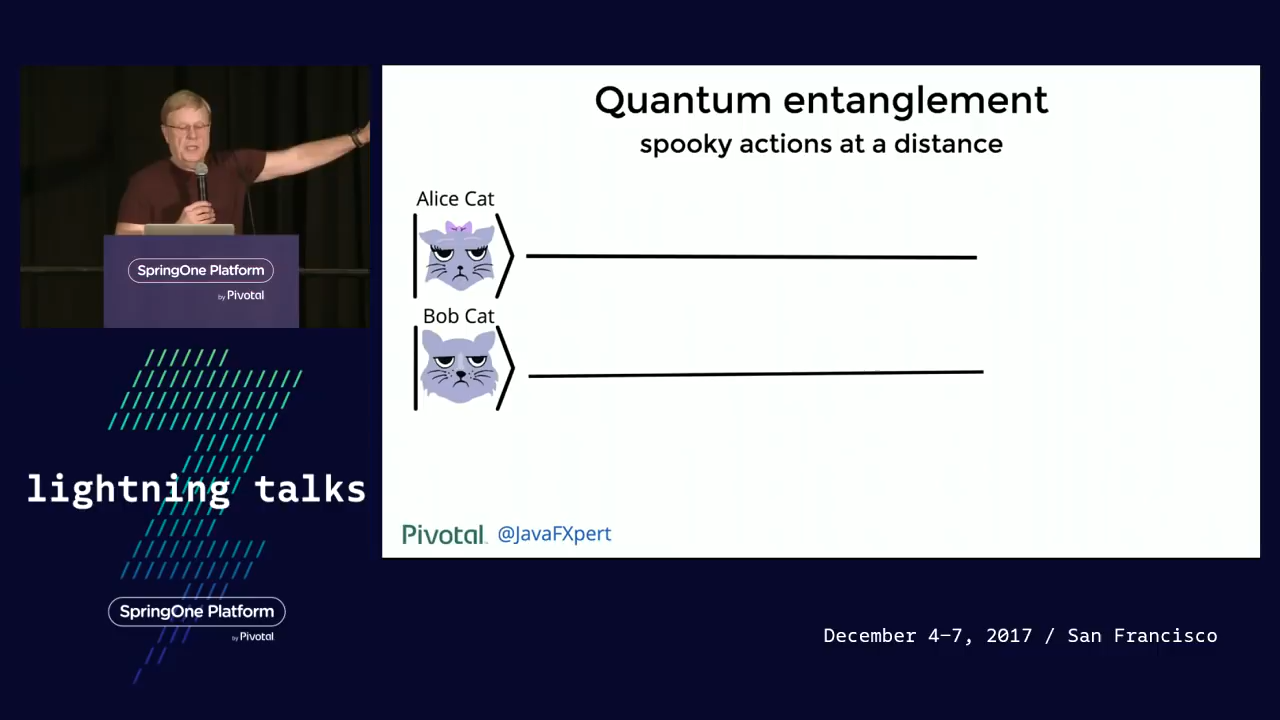 Quantum entanglement
spooky actions at a distance
Alice Cat
Bob Cat
Pivotal @JavaFXpert
SpringOne Platform
by Pivotal
lightning talks
SpringOne Platform
by Pivotal
December 4–7, 2017 / San Francisco